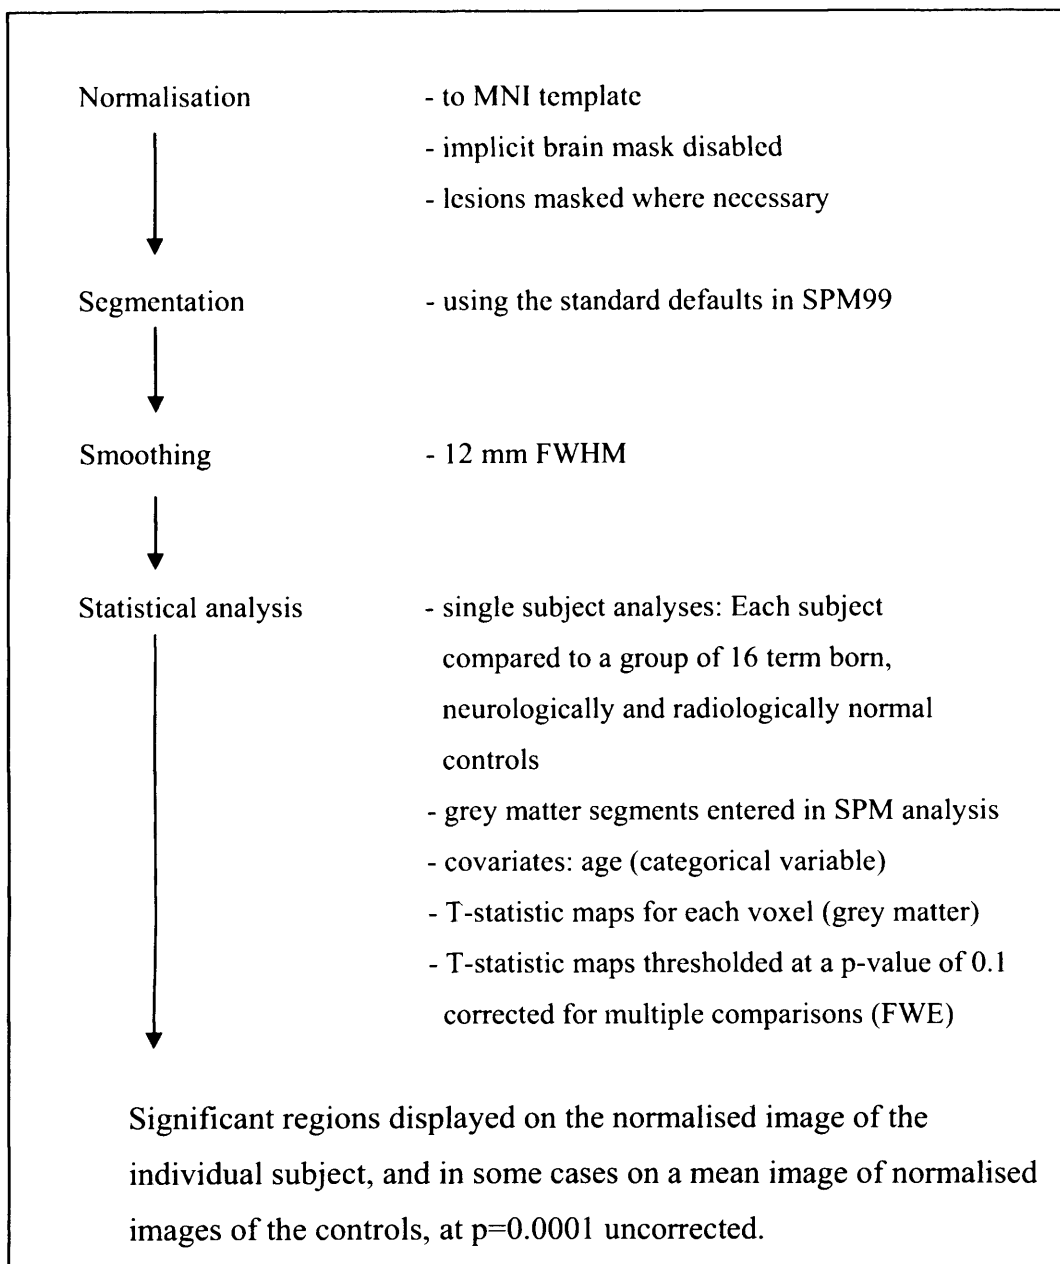 Normalisation - to MNI template
- implicit brain mask disabled
- lesions masked where necessary
Segmentation - using the standard defaults in SPM99
Smoothing - 12 mm FWHM
Statistical analysis - single subject analyses: Each subject
compared to a group of 16 term born,
neurologically and radiologically normal
controls
- grey matter segments entered in SPM analysis
- covariates: age (categorical variable)
- T-statistic maps for each voxel (grey matter)
- T-statistic maps thresholded at a p-value of 0.1
corrected for multiple comparisons (FWE)
Significant regions displayed on the normalised image of the
individual subject, and in some cases on a mean image of normalised
images of the controls, at p=0.0001 uncorrected.